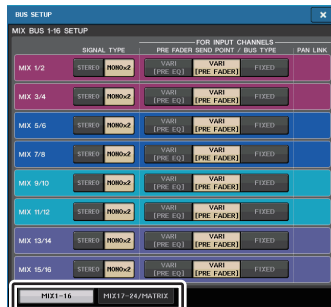 BUS SETUP
MIX BUS 1-16 SETUP
FOR INPUT CHANNELS
SIGNAL TYPE PRE FADER SEND POINT / BUS TYPE PAN LINK
MIX 1/2 STEREO MONOx2 VARI [PRE EQ] VARI [PRE FADER] FIXED
MIX 3/4 STEREO MONOx2 VARI [PRE EQ] VARI [PRE FADER] FIXED
MIX 5/6 STEREO MONOx2 VARI [PRE EQ] VARI [PRE FADER] FIXED
MIX 7/8 STEREO MONOx2 VARI [PRE EQ] VARI [PRE FADER] FIXED
MIX 9/10 STEREO MONOx2 VARI [PRE EQ] VARI [PRE FADER] FIXED
MIX 11/12 STEREO MONOx2 VARI [PRE EQ] VARI [PRE FADER] FIXED
MIX 13/14 STEREO MONOx2 VARI [PRE EQ] VARI [PRE FADER] FIXED
MIX 15/16 STEREO MONOx2 VARI [PRE EQ] VARI [PRE FADER] FIXED
MIX1-16 MIX17-24/MATRIX